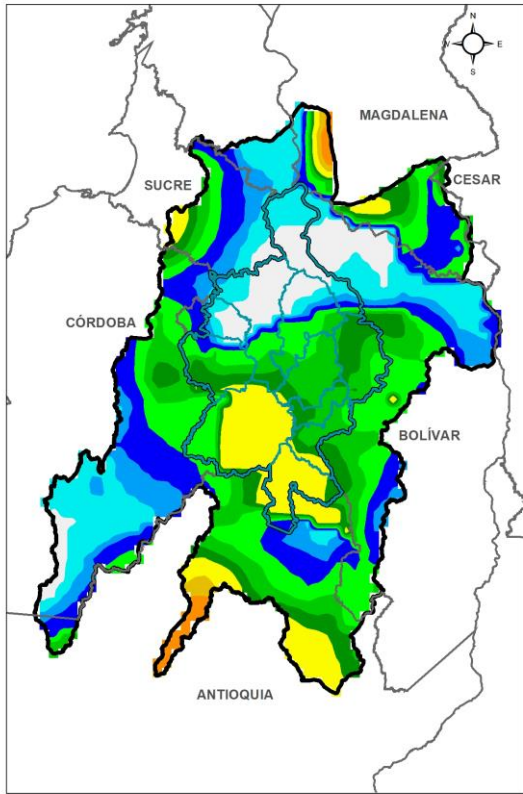 N
W E
S
MAGDALENA
CESAR
SUCRE
CÓRDOBA
BOLÍVAR
ANTIOQUIA